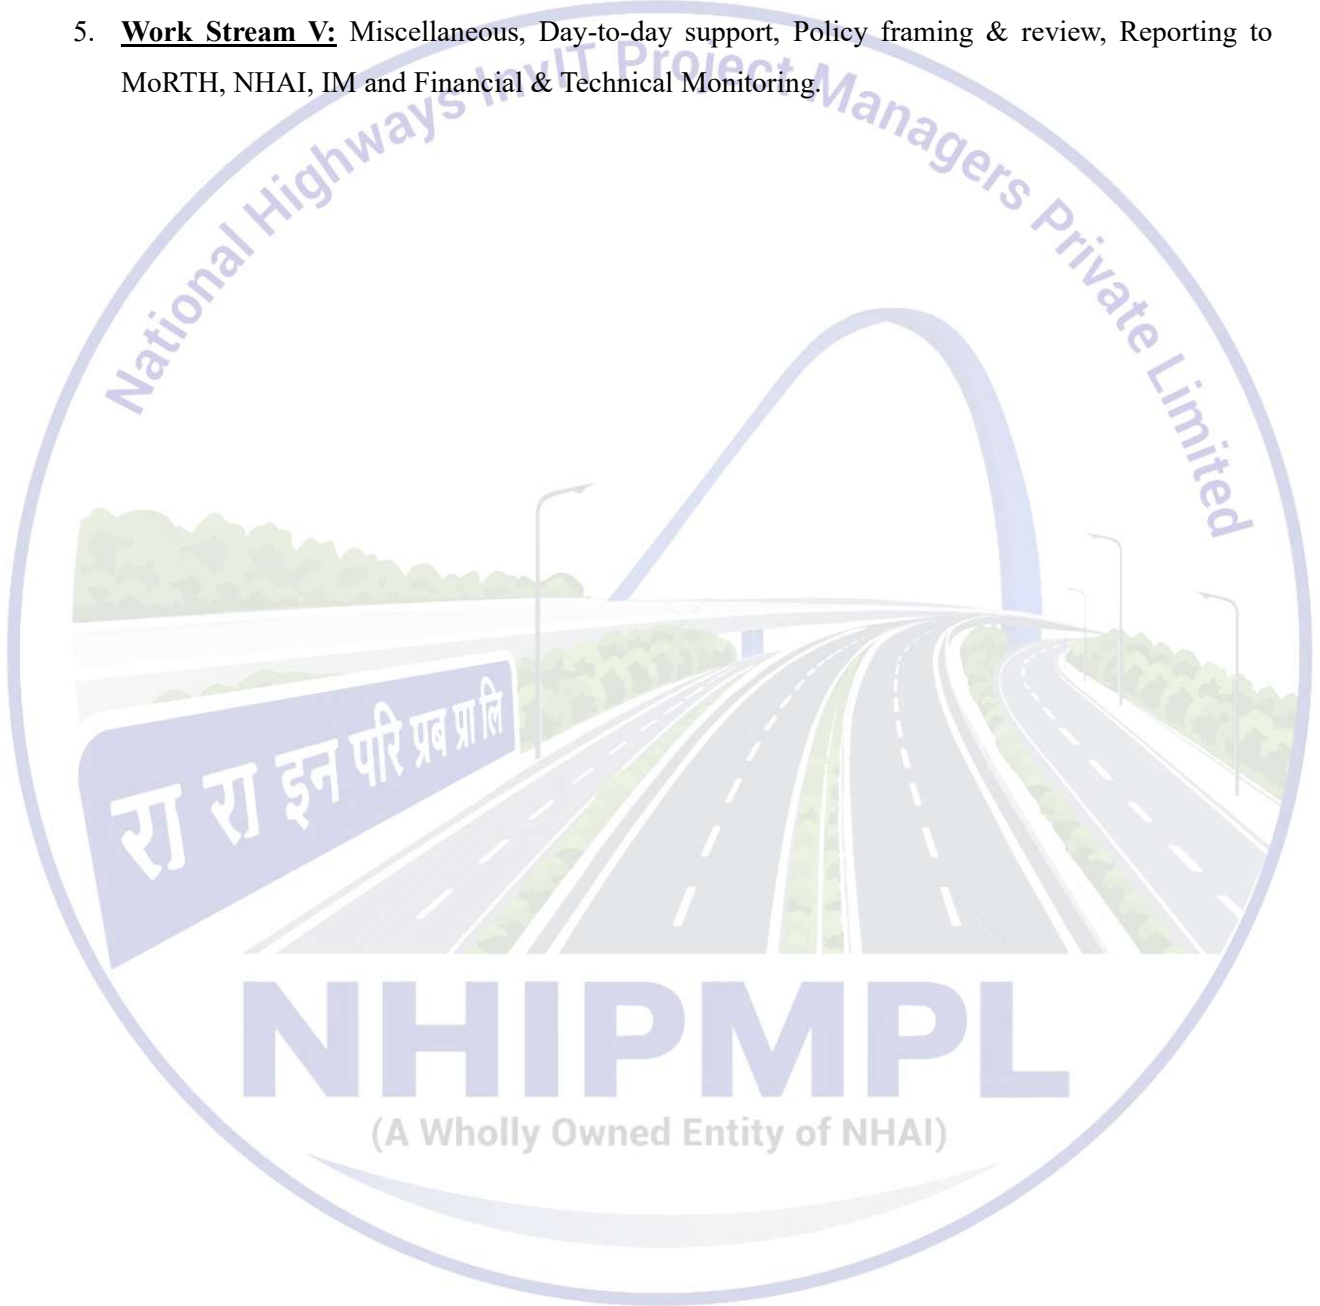 5. Work Stream V: Miscellaneous, Day-to-day support, Policy framing & review, Reporting to
MoRTH, NHAI, IM and Financial & Technical Monitoring.
National Highways InvIT Project Managers Private Limited
रा रा इन परि प्रब प्रा लि
NHIPMPL
(A Wholly Owned Entity of NHAI)